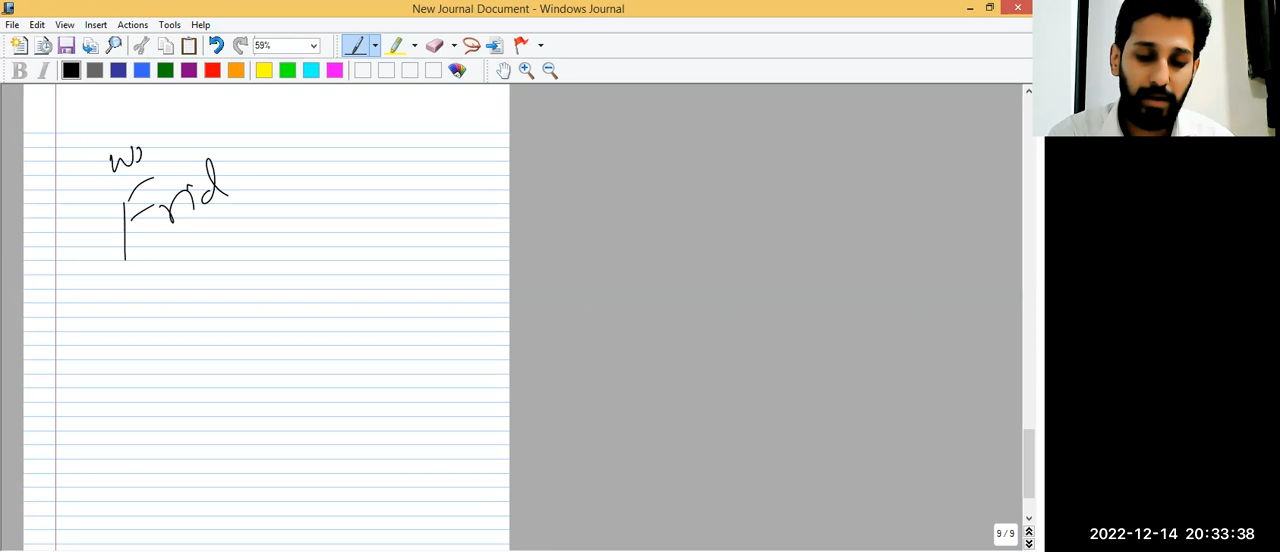 New Journal Document - Windows Journal
File Edit View Insert Actions Tools Help
59%
B I
Frid
9 / 9
2022-12-14 20:33:38